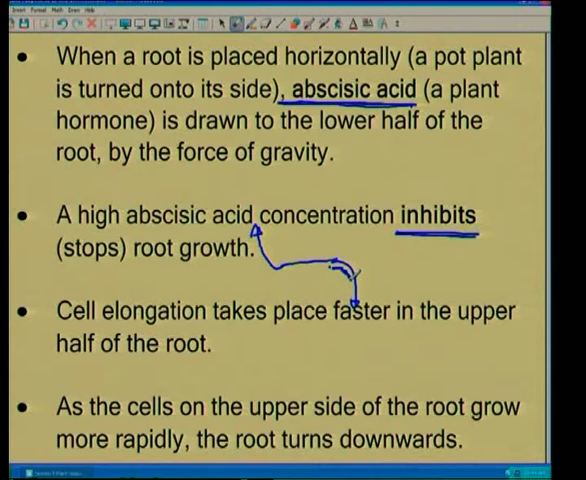 When a root is placed horizontally (a pot plant
is turned onto its side), abscisic acid (a plant
hormone) is drawn to the lower half of the
root, by the force of gravity.
A high abscisic acid concentration inhibits
(stops) root growth.
Cell elongation takes place faster in the upper
half of the root.
As the cells on the upper side of the root grow
more rapidly, the root turns downwards.